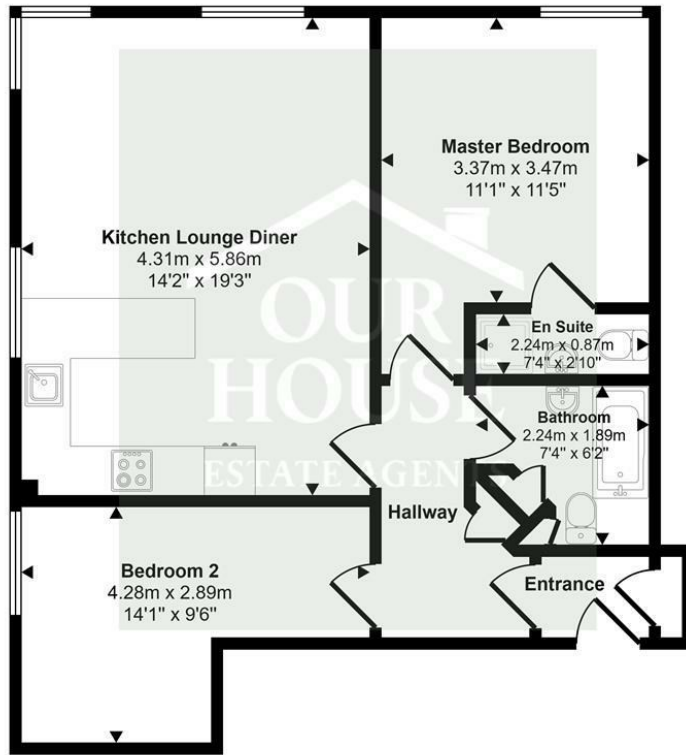 Master Bedroom
3.37m x 3.47m
11'1" x 11'5"
Kitchen Lounge Diner
4.31m x 5.86m
14'2" x 19'3"
OUR
HOUSE
ESTATE AGENTS
En Suite
2.24m x 0.87m
7'4" x 2'10"
Bathroom
2.24m x 1.89m
7'4" x 6'2"
Hallway
Bedroom 2
4.28m x 2.89m
14'1" x 9'6"
Entrance